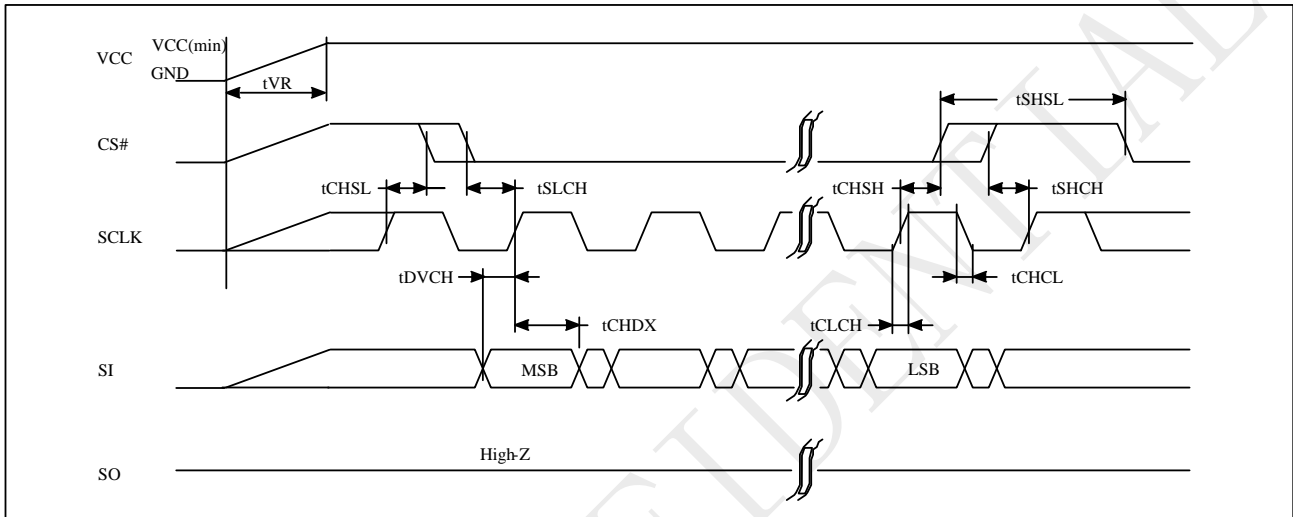 VCC
VCC(min)
GND
tVR
tSHSL
CS#
tCHSL
tSLCH
tCHSH
tSHCH
SCLK
tDVCH
tCHCL
tCHDX
tCLCH
SI
MSB
LSB
High-Z
SO